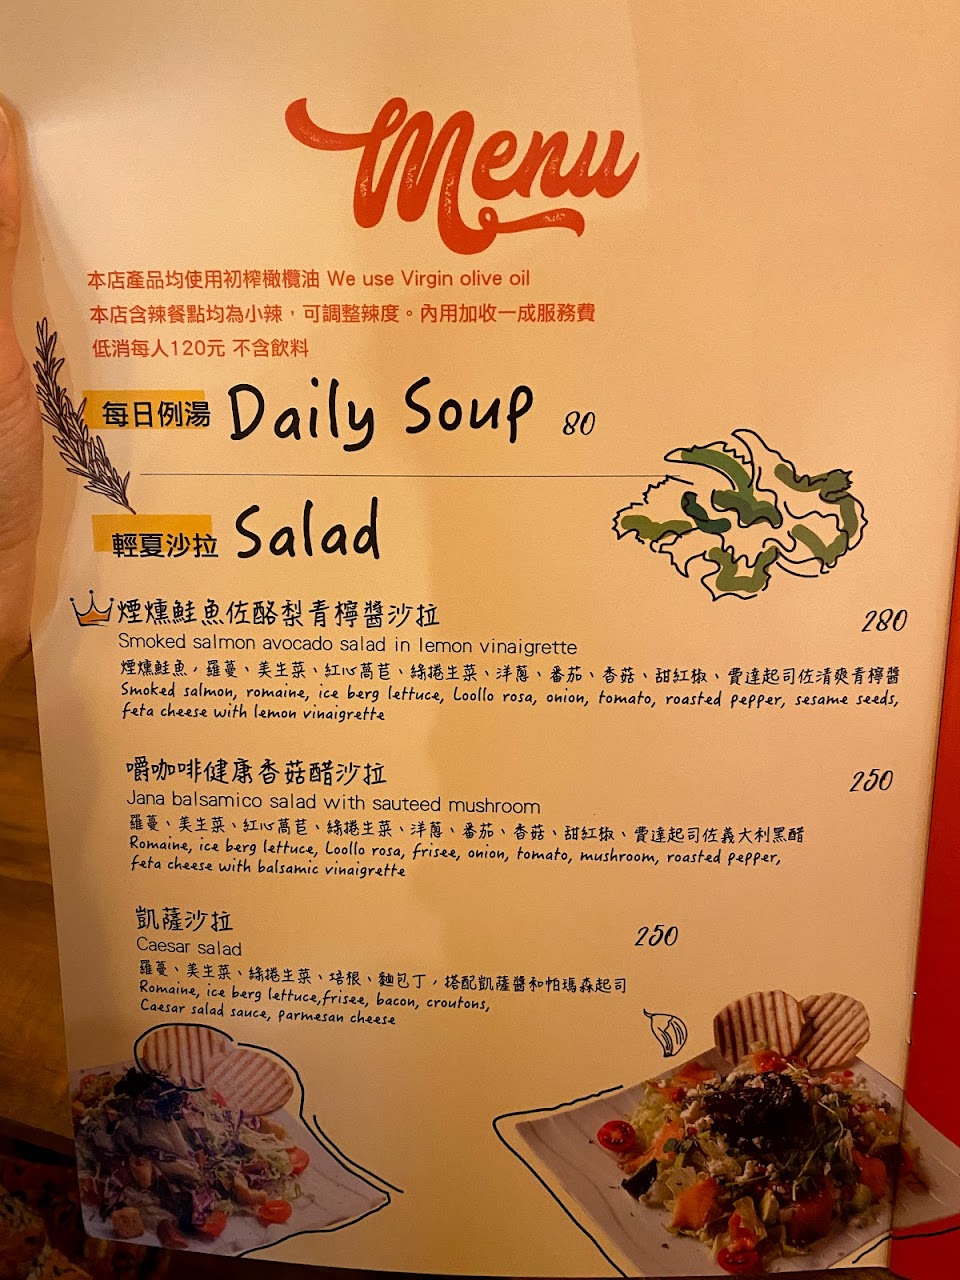 Menu
本店產品均使用初榨橄欖油 We use Virgin olive oil
本店含辣餐點均為小辣，可調整辣度。內用加收一成服務費
低消每人120元 不含飲料
每日例湯 Daily Soup 80
輕夏沙拉 Salad
煙燻鮭魚佐酪梨青檸醬沙拉 280
Smoked salmon avocado salad in lemon vinaigrette
煙燻鮭魚，羅蔓、美生菜、紅心萵苣、綠捲生菜、洋蔥、番茄、香菇、甜紅椒、費達起司佐清爽青檸醬
Smoked salmon, romaine, ice berg lettuce, Loollo rosa, onion, tomato, roasted pepper, sesame seeds,
feta cheese with lemon vinaigrette
嚼咖啡健康香菇醋沙拉 250
Jana balsamico salad with sauteed mushroom
羅蔓、美生菜、紅心萵苣、綠捲生菜、洋蔥、番茄、香菇、甜紅椒、費達起司佐義大利黑醋
Romaine, ice berg lettuce, Loollo rosa, frisee, onion, tomato, mushroom, roasted pepper,
feta cheese with balsamic vinaigrette
凱薩沙拉 250
Caesar salad
羅蔓、美生菜、綠捲生菜、培根、麵包丁，搭配凱薩醬和帕瑪森起司
Romaine, ice berg lettuce,frisee, bacon, croutons,
Caesar salad sauce, parmesan cheese